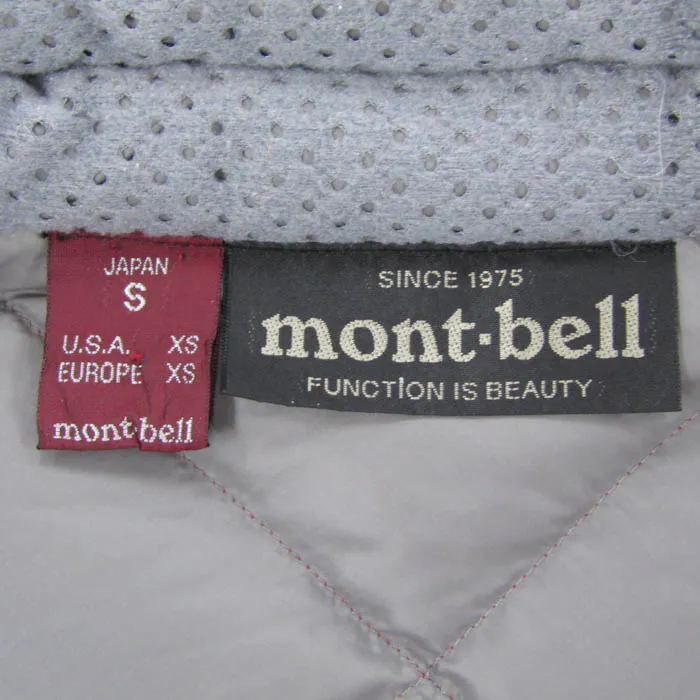 JAPAN
S
U.S.A. XS
EUROPE XS
mont-bell
SINCE 1975
mont-bell
FUNCTION IS BEAUTY